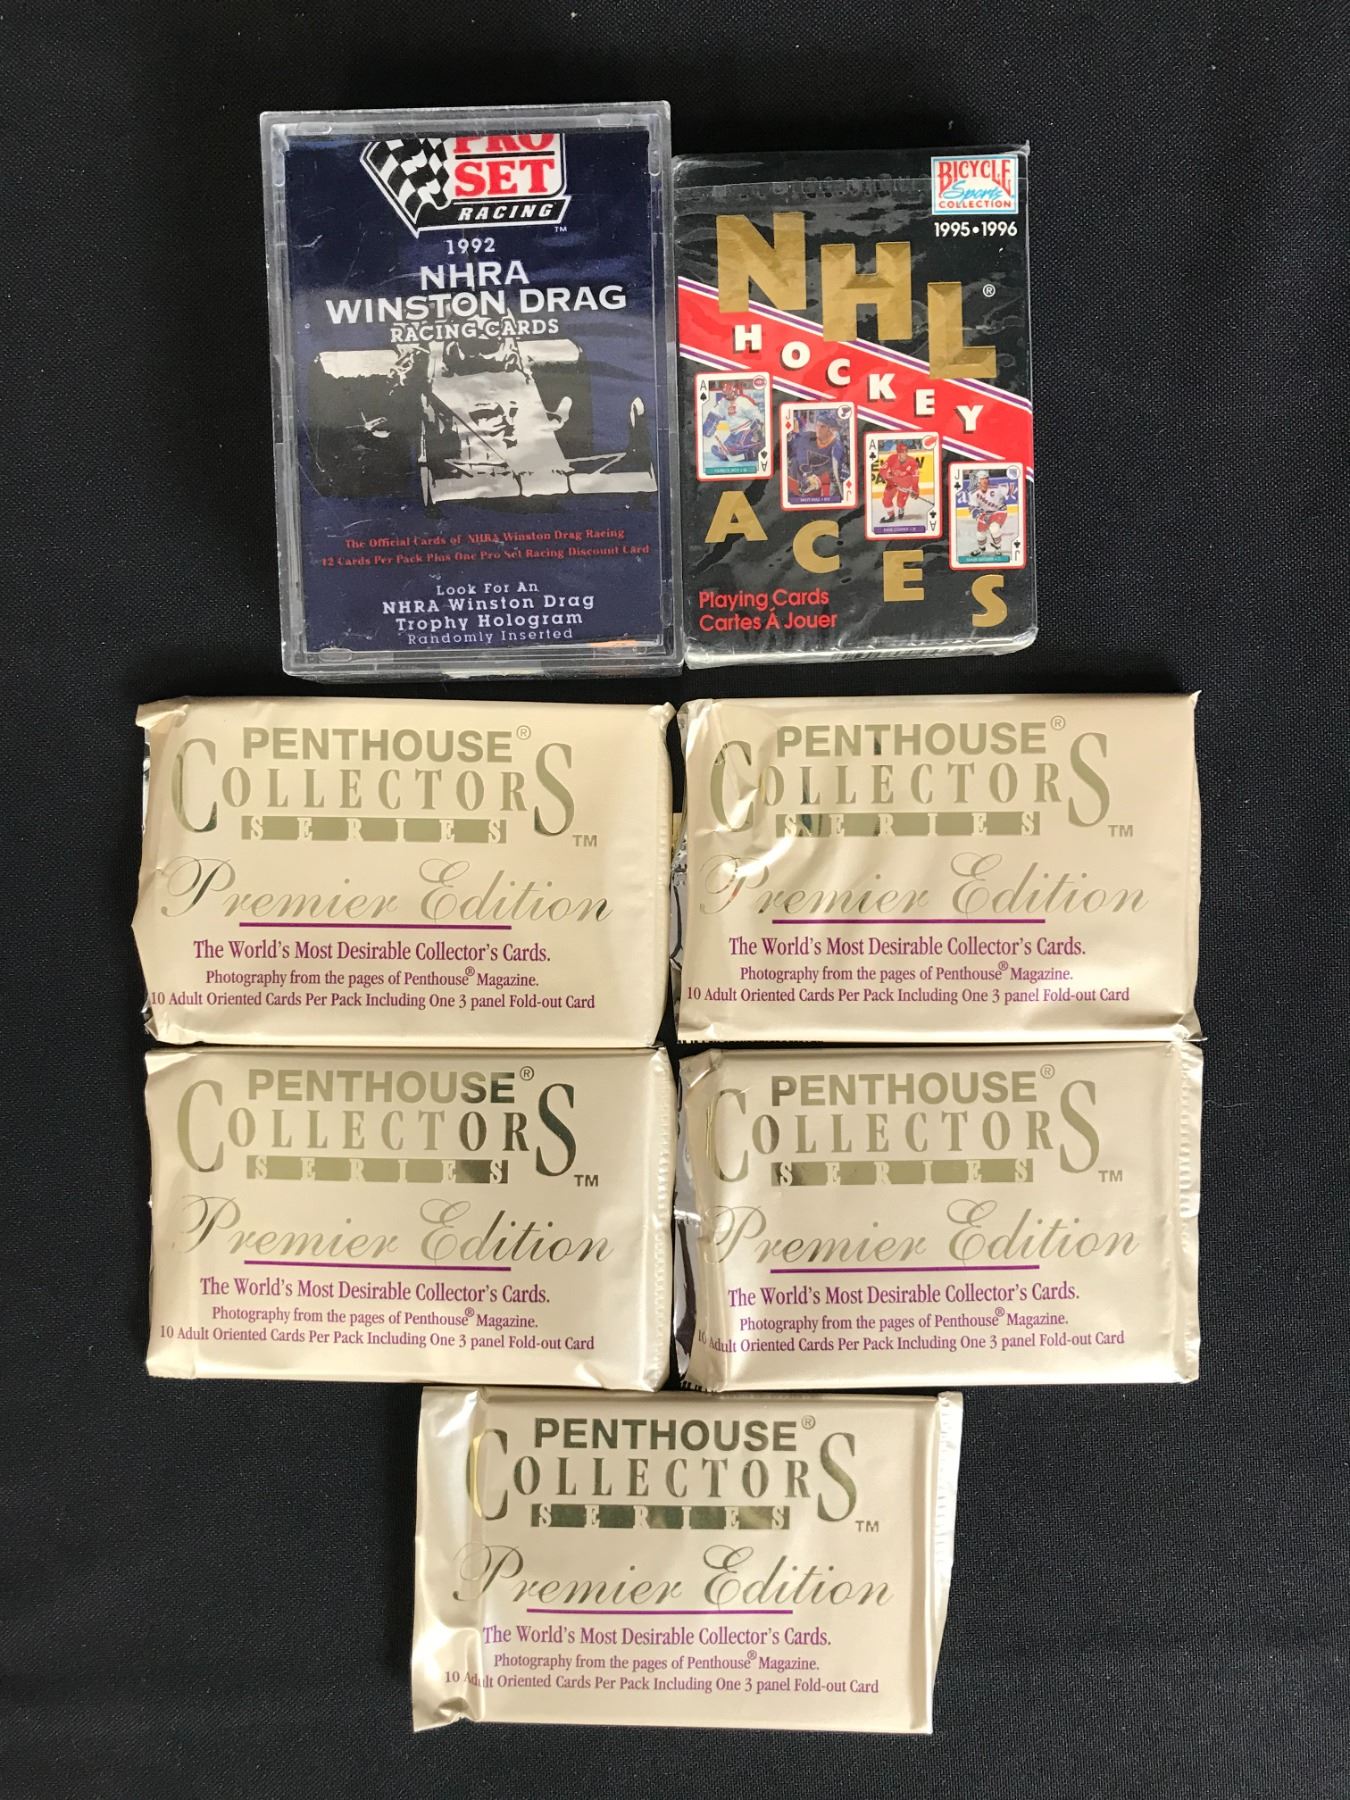 PRO
SET
RACING
TM
1992
NHRA
WINSTON DRAG
RACING CARDS
The Official Cards of NHRA Winston Drag Racing
12 Cards Per Pack Plus One Pro Set Racing Discount Card
Look For An
NHRA Winston Drag
Trophy Hologram
Randomly Inserted
BICYCLE
Sports
COLLECTION
1995•1996
NHL®
HOCKEY
ACES
Playing Cards
Cartes À Jouer
PENTHOUSE®
COLLECTORS
SERIES TM
Premier Edition
The World's Most Desirable Collector's Cards.
Photography from the pages of Penthouse® Magazine.
10 Adult Oriented Cards Per Pack Including One 3 panel Fold-out Card
PENTHOUSE®
COLLECTORS
SERIES TM
Premier Edition
The World's Most Desirable Collector's Cards.
Photography from the pages of Penthouse® Magazine.
10 Adult Oriented Cards Per Pack Including One 3 panel Fold-out Card
PENTHOUSE®
COLLECTORS
SERIES TM
Premier Edition
The World's Most Desirable Collector's Cards.
Photography from the pages of Penthouse® Magazine.
10 Adult Oriented Cards Per Pack Including One 3 panel Fold-out Card
PENTHOUSE®
COLLECTORS
SERIES TM
Premier Edition
The World's Most Desirable Collector's Cards.
Photography from the pages of Penthouse® Magazine.
10 Adult Oriented Cards Per Pack Including One 3 panel Fold-out Card
PENTHOUSE®
COLLECTORS
SERIES TM
Premier Edition
The World's Most Desirable Collector's Cards.
Photography from the pages of Penthouse® Magazine.
10 Adult Oriented Cards Per Pack Including One 3 panel Fold-out Card